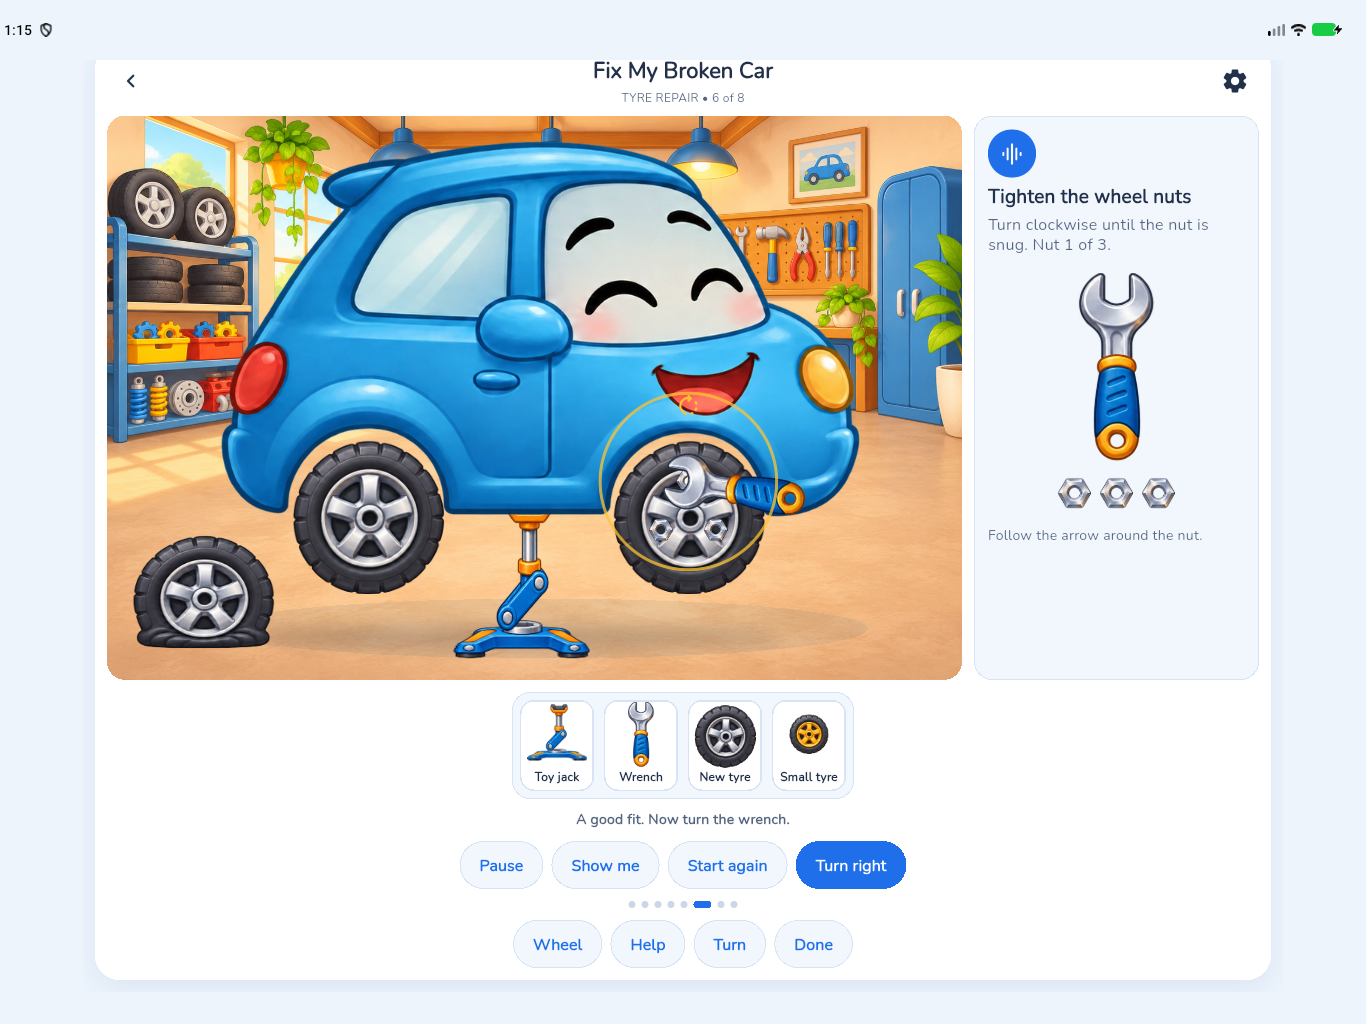 1:15
Fix My Broken Car
TYRE REPAIR • 6 of 8
Tighten the wheel nuts
Turn clockwise until the nut is
snug. Nut 1 of 3.
Follow the arrow around the nut.
Toy jack
Wrench
New tyre
Small tyre
A good fit. Now turn the wrench.
Pause
Show me
Start again
Turn right
Wheel
Help
Turn
Done